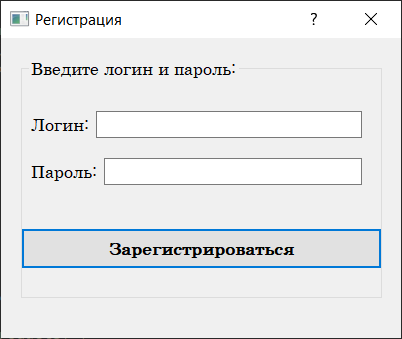 Регистрация
?
Введите логин и пароль:
Логин:
Пароль:
Зарегистрироваться